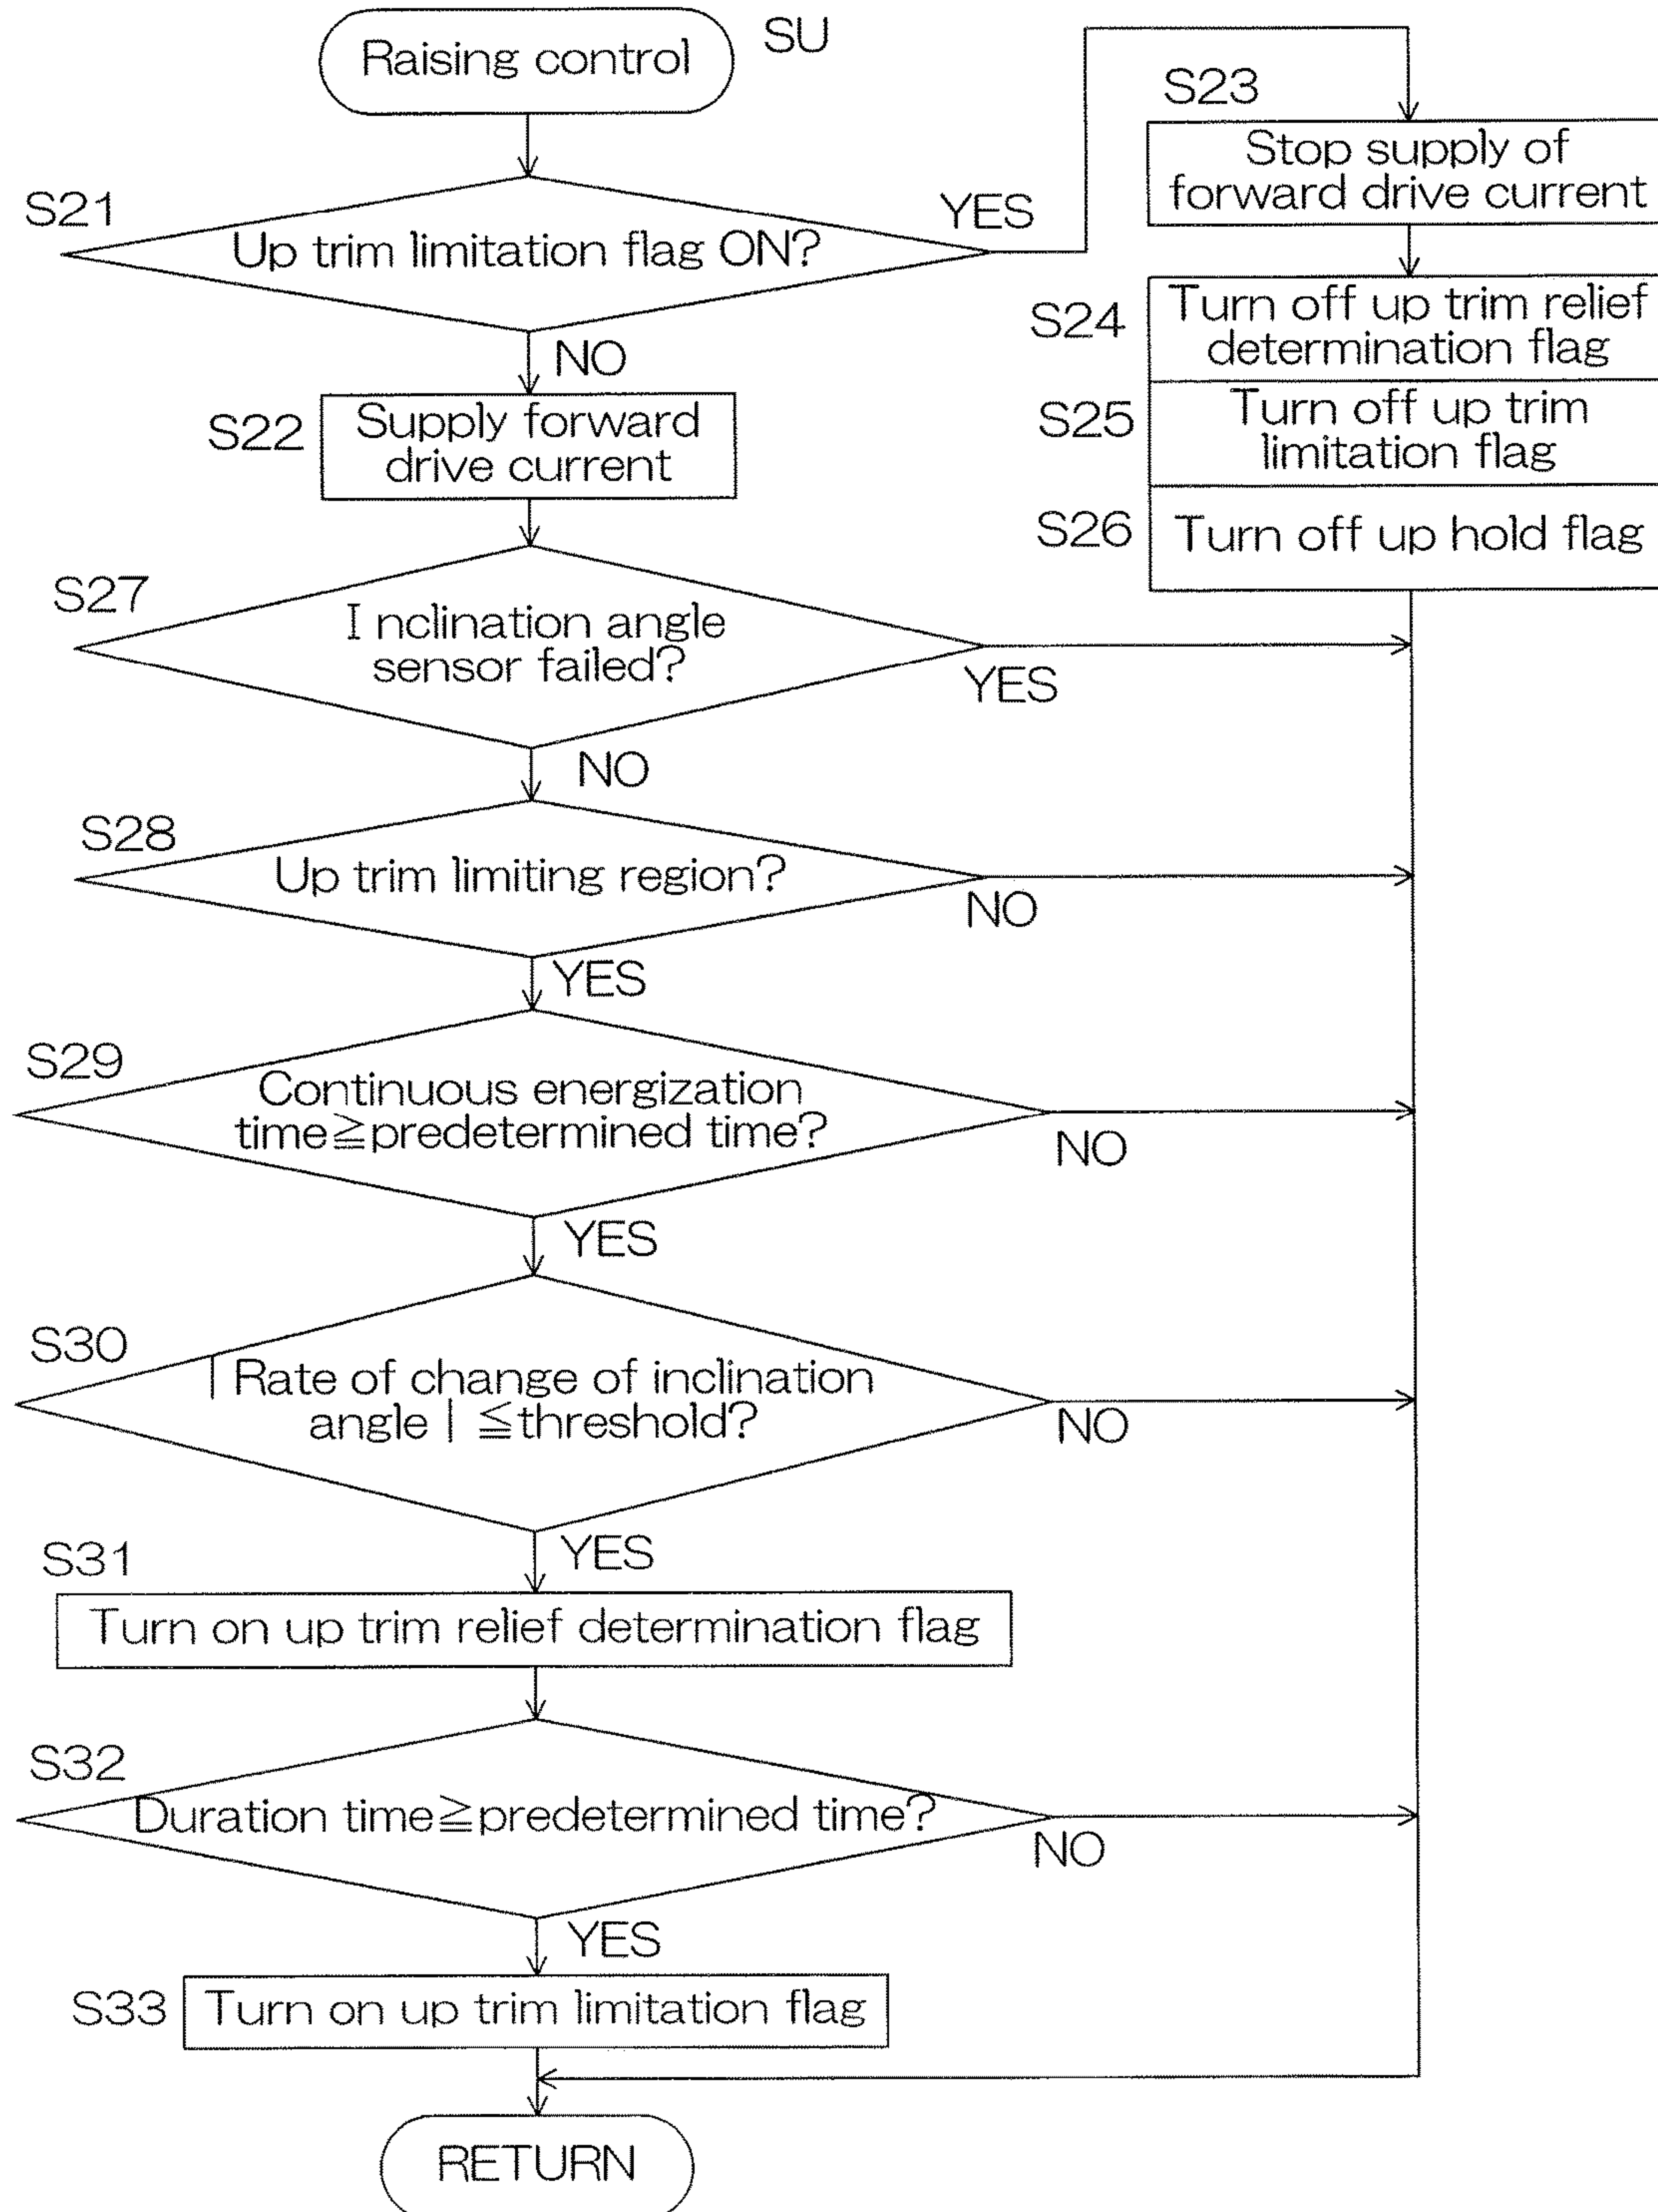 Raising control
SU
S21
Up trim limitation flag ON?
YES
NO
S22
Supply forward
drive current
S23
Stop supply of
forward drive current
S24
Turn off up trim relief
determination flag
S25
Turn off up trim
limitation flag
S26
Turn off up hold flag
S27
I nclination angle
sensor failed?
YES
NO
S28
Up trim limiting region?
NO
YES
S29
Continuous energization
time≧predetermined time?
NO
YES
S30
| Rate of change of inclination
angle | ≦threshold?
NO
YES
S31
Turn on up trim relief determination flag
S32
Duration time≧predetermined time?
NO
YES
S33
Turn on up trim limitation flag
RETURN